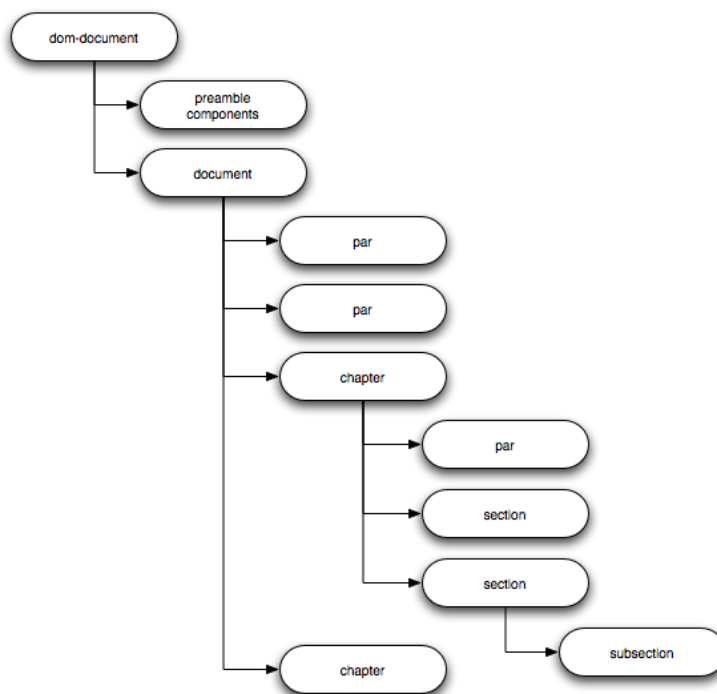 dom-document
preamble
components
document
par
par
chapter
par
section
section
subsection
chapter